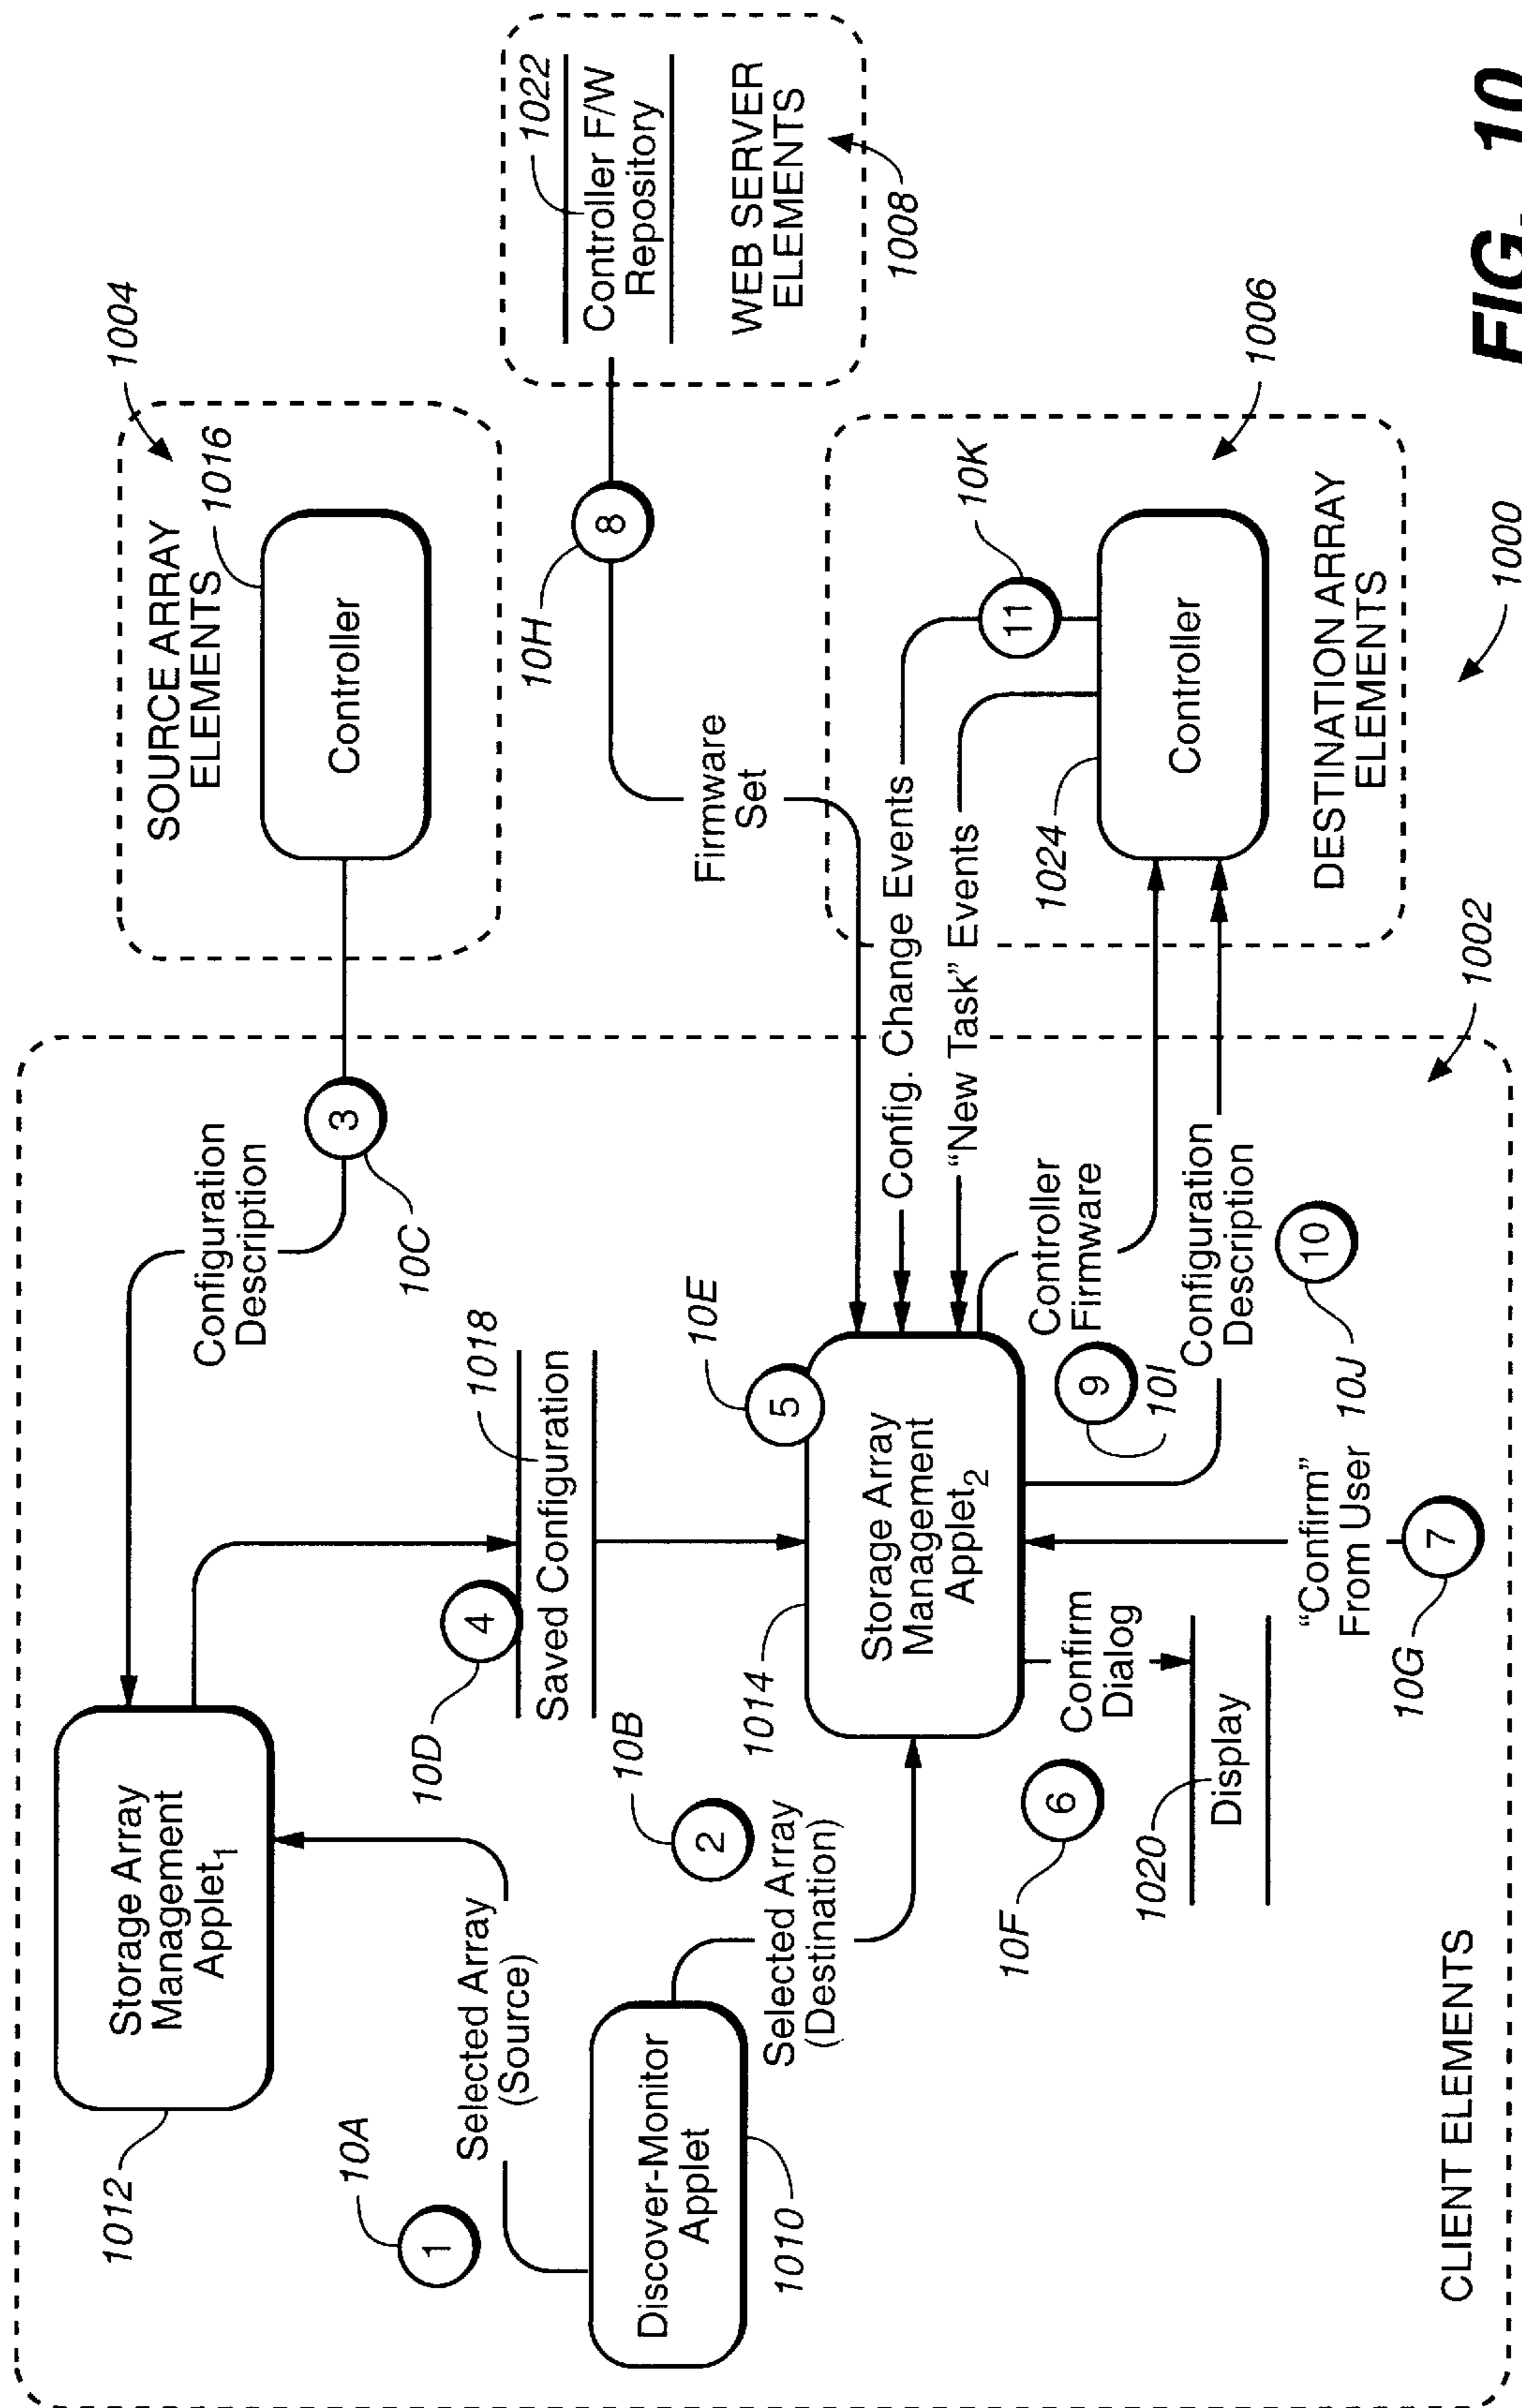 1012
Storage Array
Management
Applet1
Configuration
Description
3
10C
SOURCE ARRAY
ELEMENTS
1004
1016
Controller
1
10A
Selected Array
(Source)
4
10D
1018
Saved Configuration
10H
8
Firmware
Set
1022
Controller F/W
Repository
WEB SERVER
ELEMENTS
1008
Discover-Monitor
Applet
1010
2
10B
Selected Array
(Destination)
1014
5
10E
Storage Array
Management
Applet2
Config. Change Events
"New Task" Events
11
10K
1024
Controller
DESTINATION ARRAY
ELEMENTS
1006
Controller
Firmware
9
10I
Configuration
Description
10
10J
6
10F
Confirm
Dialog
1020
Display
"Confirm"
From User
7
10G
CLIENT ELEMENTS
1002
1000
FIG. 10